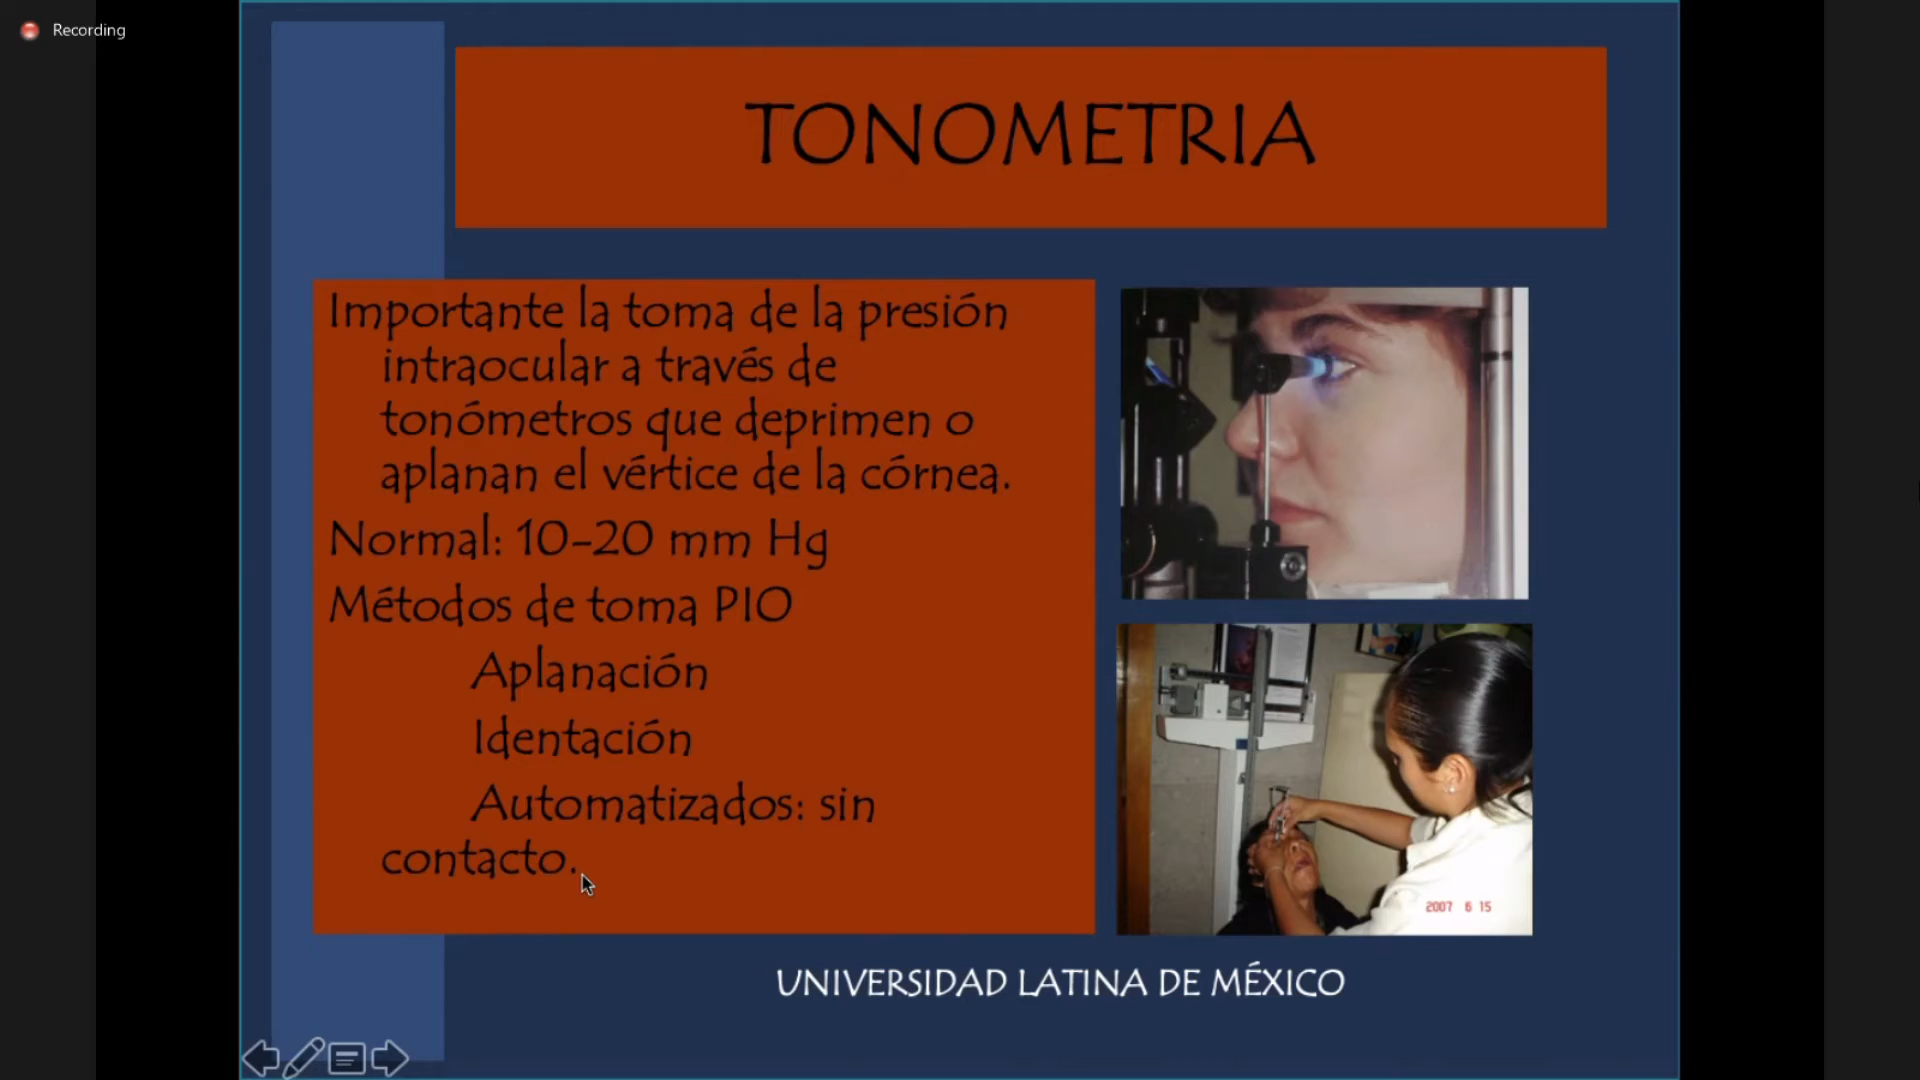 Recording
TONOMETRIA
Importante la toma de la presión
intraocular a través de
tonómetros que deprimen o
aplanan el vértice de la córnea.
Normal: 10-20 mm Hg
Métodos de toma PIO
Aplanación
Identación
Automatizados: sin
contacto.
2007 6 15
UNIVERSIDAD LATINA DE MÉXICO